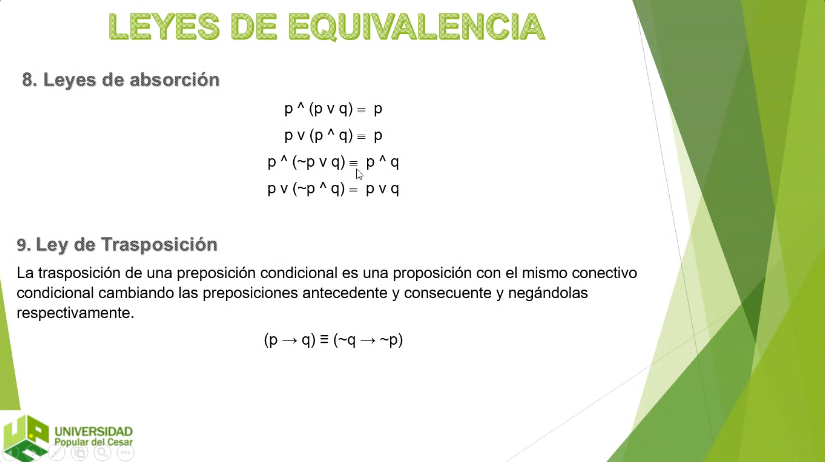 LEYES DE EQUIVALENCIA
8. Leyes de absorción
p ^ (p v q) ≡ p
p v (p ^ q) ≡ p
p ^ (~p v q) ≡ p ^ q
p v (~p ^ q) ≡ p v q
9. Ley de Trasposición
La trasposición de una preposición condicional es una proposición con el mismo conectivo
condicional cambiando las preposiciones antecedente y consecuente y negándolas
respectivamente.
(p → q) ≡ (~q → ~p)
UNIVERSIDAD
Popular del Cesar